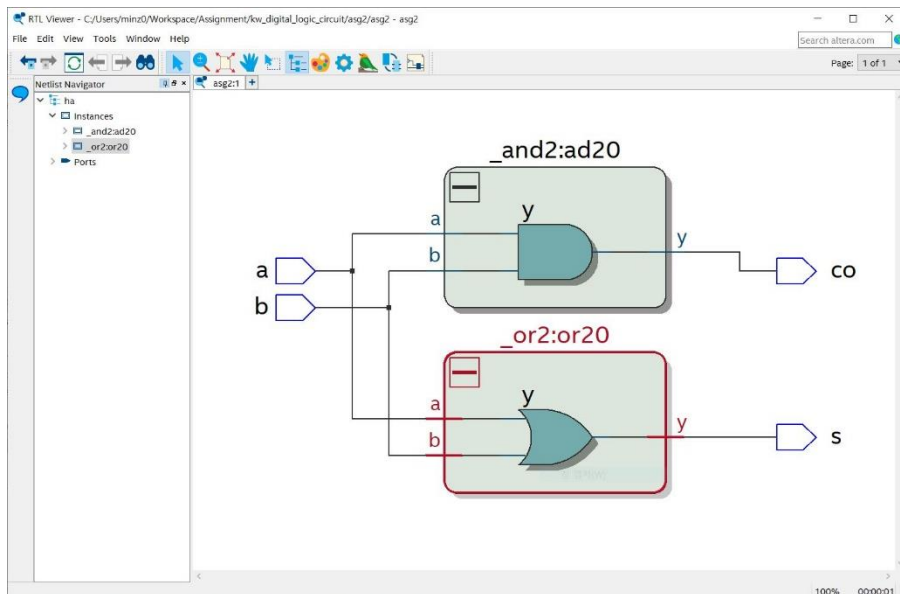 RTL Viewer - C:/Users/minz0/Workspace/Assignment/kw_digital_logic_circuit/asg2/asg2 - asg2
File Edit View Tools Window Help
Search altera.com
Page: 1 of 1
Netlist Navigator
asg2:1
ha
Instances
_and2:ad20
_or2:or20
Ports
_and2:ad20
y
a
b
y
a
co
b
_or2:or20
y
a
b
y
s
100% 00:00:01